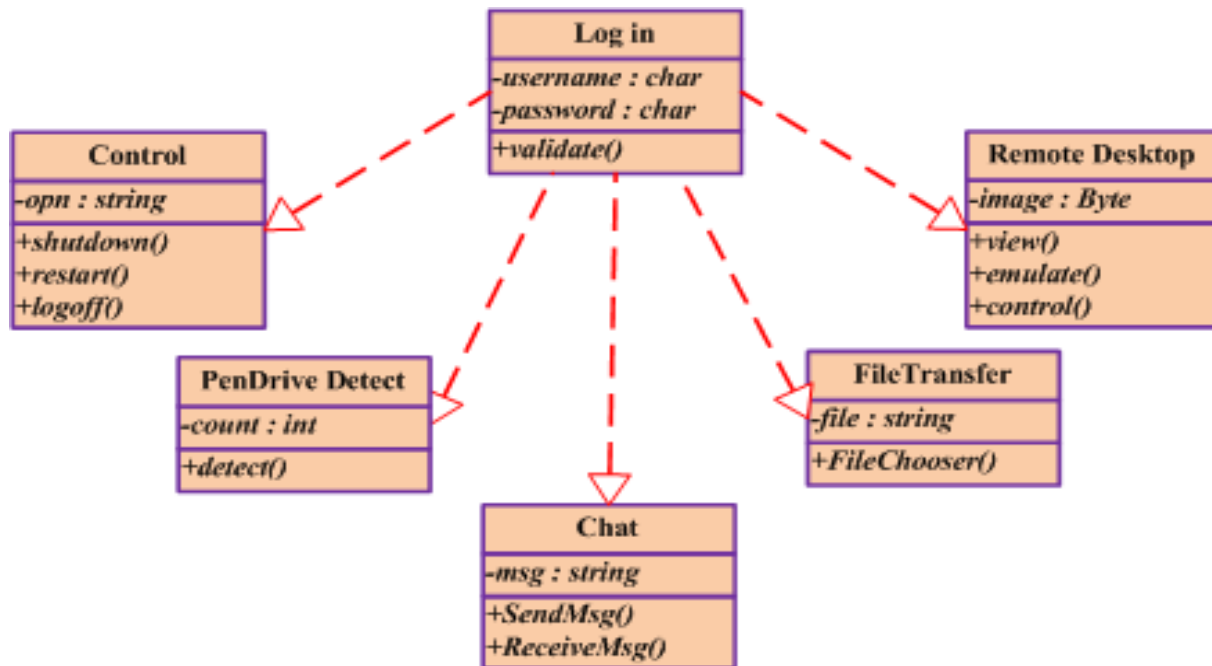 Log in
-username : char
-password : char
+validate()
Control
-opn : string
+shutdown()
+restart()
+logoff()
Remote Desktop
-image : Byte
+view()
+emulate()
+control()
PenDrive Detect
-count : int
+detect()
FileTransfer
-file : string
+FileChooser()
Chat
-msg : string
+SendMsg()
+ReceiveMsg()